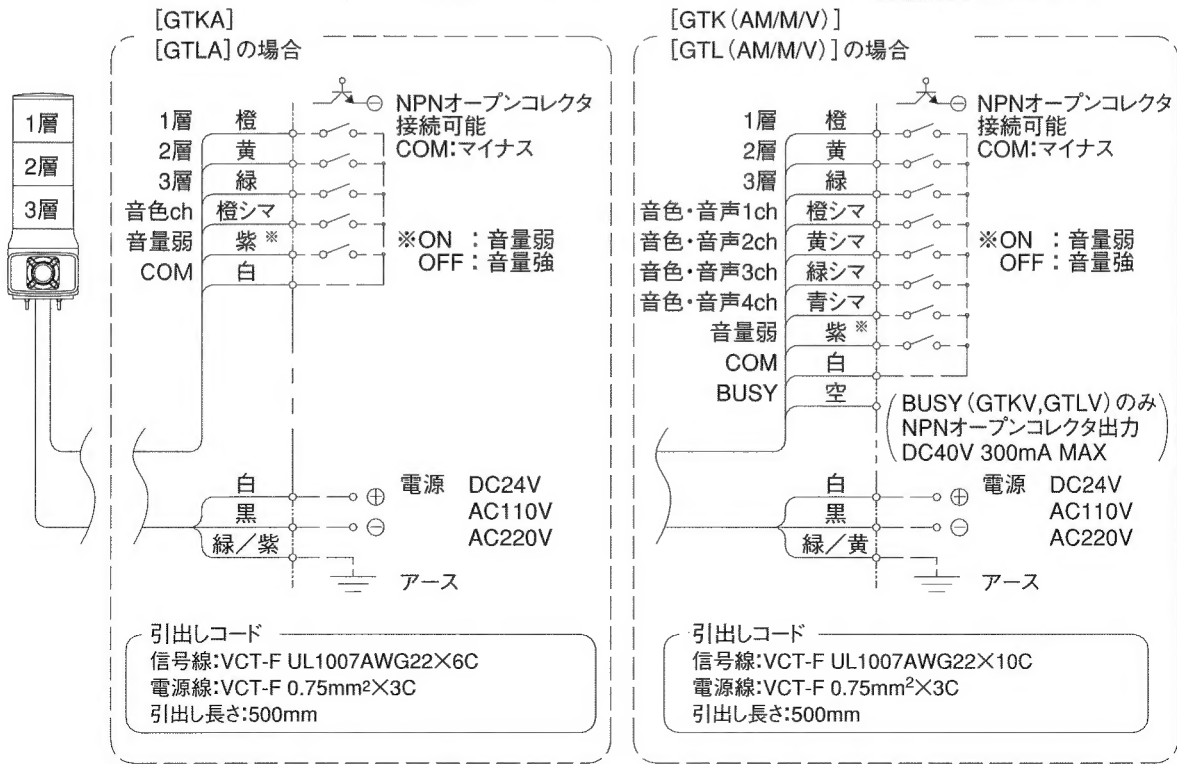 [GTKA]
[GTLA]の場合
1層
2層
3層
1層 橙
2層 黄
3層 緑
音色ch 橙シマ
音量弱 紫※
COM 白
NPNオープンコレクタ
接続可能
COM:マイナス
※ON :音量弱
OFF:音量強
白
黒
緑/紫
電源 DC24V
AC110V
AC220V
アース
引出しコード
信号線:VCT-F UL1007AWG22×6C
電源線:VCT-F 0.75mm²×3C
引出し長さ:500mm
[GTK(AM/M/V)]
[GTL(AM/M/V)]の場合
1層 橙
2層 黄
3層 緑
音色・音声1ch 橙シマ
音色・音声2ch 黄シマ
音色・音声3ch 緑シマ
音色・音声4ch 青シマ
音量弱 紫※
COM 白
BUSY 空
NPNオープンコレクタ
接続可能
COM:マイナス
※ON :音量弱
OFF:音量強
(BUSY(GTKV,GTLV)のみ
NPNオープンコレクタ出力
DC40V 300mA MAX)
白
黒
緑/黄
電源 DC24V
AC110V
AC220V
アース
引出しコード
信号線:VCT-F UL1007AWG22×10C
電源線:VCT-F 0.75mm²×3C
引出し長さ:500mm